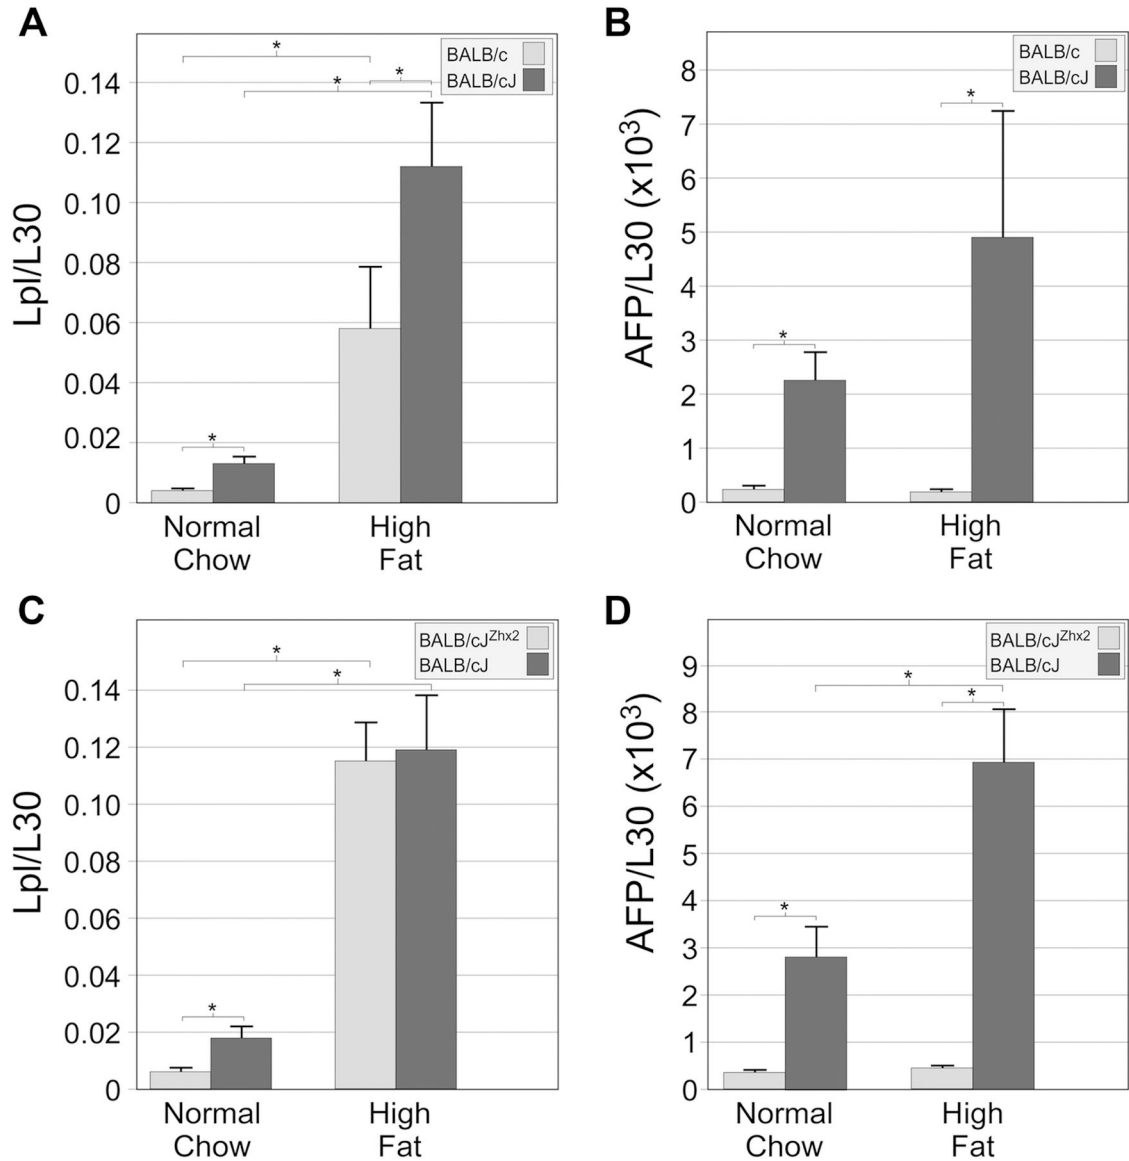 A
BALB/c
BALB/cJ
*
*
*
*
Lpl/L30
0.14
0.12
0.10
0.08
0.06
0.04
0.02
0
Normal
Chow
High
Fat
B
BALB/c
BALB/cJ
*
*
AFP/L30 (x10³)
8
7
6
5
4
3
2
1
0
Normal
Chow
High
Fat
C
BALB/cJ^Zhx2
BALB/cJ
*
*
*
Lpl/L30
0.14
0.12
0.10
0.08
0.06
0.04
0.02
0
Normal
Chow
High
Fat
D
BALB/cJ^Zhx2
BALB/cJ
*
*
*
AFP/L30 (x10³)
9
8
7
6
5
4
3
2
1
0
Normal
Chow
High
Fat